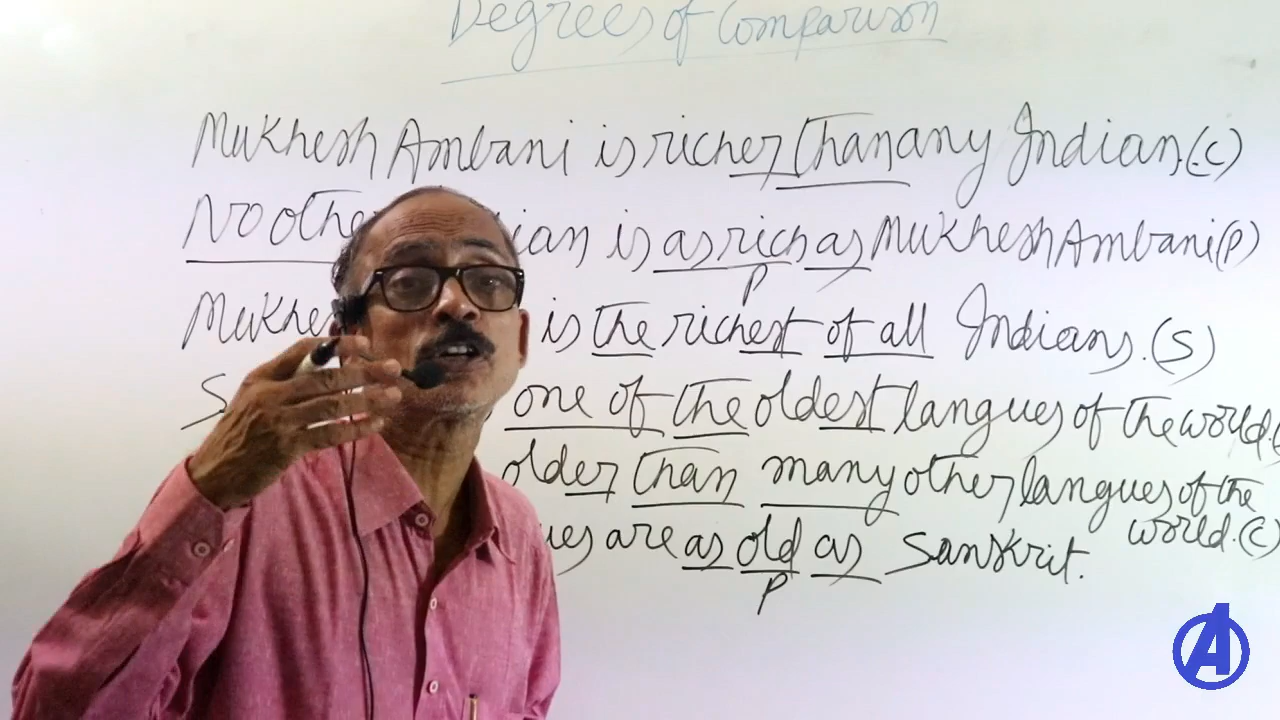 Degrees of Comparison
Mukhesh Ambani is richer than any Indian. (C)
No other is as rich as Mukhesh Ambani (P)
P
is the richest of all Indians. (S)
one of the oldest langues of the world.
older than many other langues of the
world. (C)
are as old as Sanskrit.
P
A